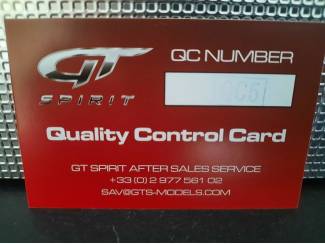 GT
SPIRIT
QC NUMBER
QC51
Quality Control Card
GT SPIRIT AFTER SALES SERVICE
+33 (0) 2 977 561 02
SAV@GTS-MODELS.COM